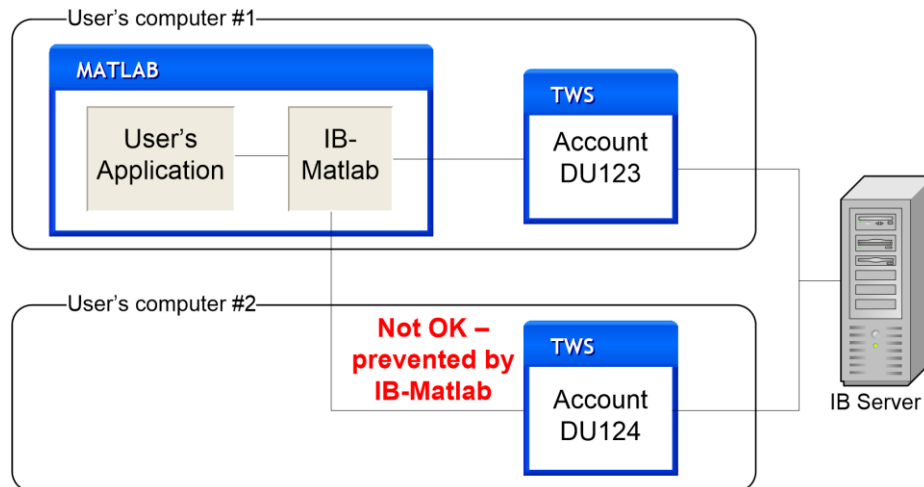 User's computer #1
MATLAB
User's
Application
IB-
Matlab
TWS
Account
DU123
User's computer #2
Not OK –
prevented by
IB-Matlab
TWS
Account
DU124
IB Server